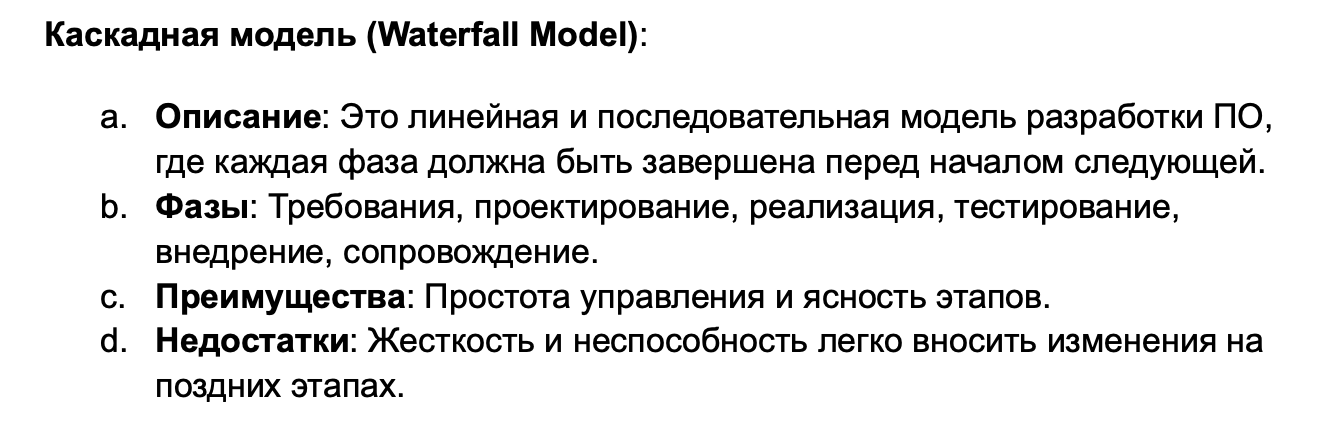 Каскадная модель (Waterfall Model):
a. Описание: Это линейная и последовательная модель разработки ПО,
где каждая фаза должна быть завершена перед началом следующей.
b. Фазы: Требования, проектирование, реализация, тестирование,
внедрение, сопровождение.
c. Преимущества: Простота управления и ясность этапов.
d. Недостатки: Жесткость и неспособность легко вносить изменения на
поздних этапах.